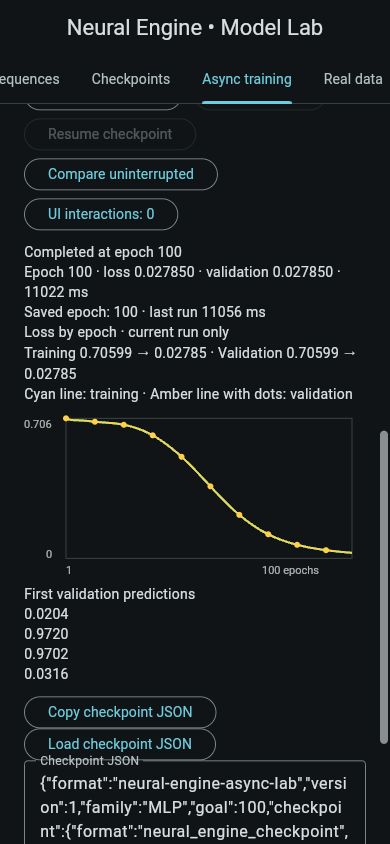 Neural Engine • Model Lab
equences Checkpoints Async training Real data
Resume checkpoint
Compare uninterrupted
UI interactions: 0
Completed at epoch 100
Epoch 100 · loss 0.027850 · validation 0.027850 ·
11022 ms
Saved epoch: 100 · last run 11056 ms
Loss by epoch · current run only
Training 0.70599 → 0.02785 · Validation 0.70599 →
0.02785
Cyan line: training · Amber line with dots: validation
0.706
0
1 100 epochs
First validation predictions
0.0204
0.9720
0.9702
0.0316
Copy checkpoint JSON
Load checkpoint JSON
Checkpoint JSON
{"format":"neural-engine-async-lab","versi
on":1,"family":"MLP","goal":100,"checkpoi
nt":{"format":"neural_engine_checkpoint",